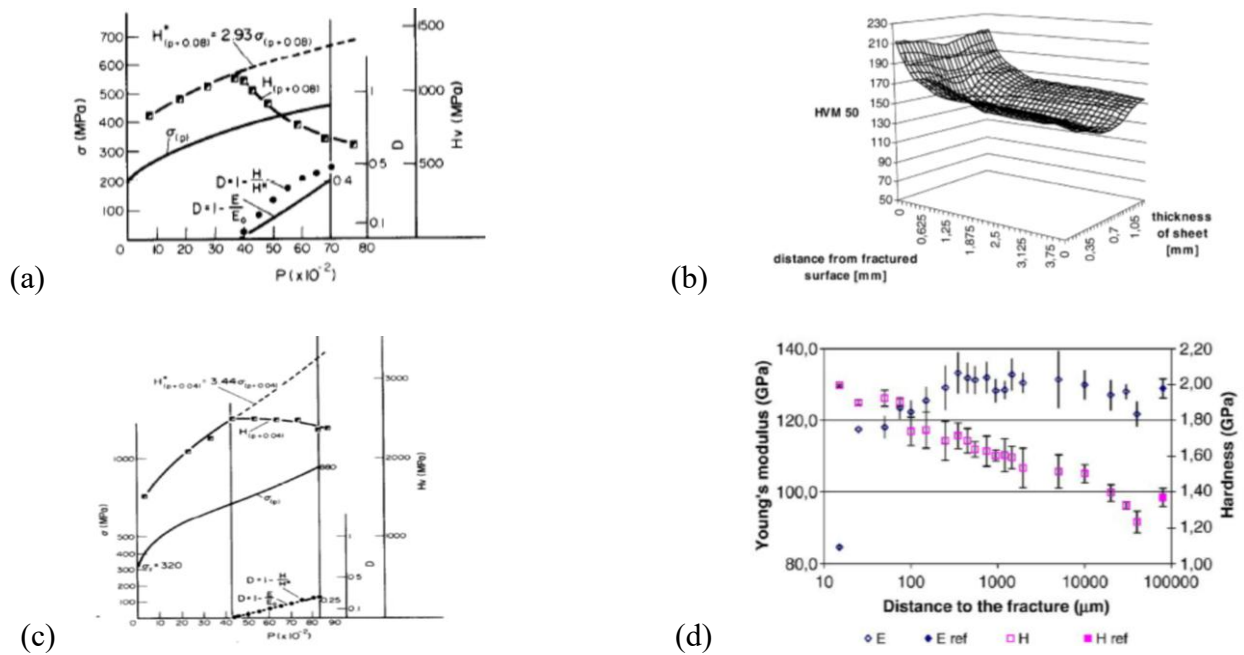 H*(p+0.08) = 2.93σ(p+0.08)
H(p+0.08)
σ(p)
D=1-H/H*
D=1-E/E₀
0.4
σ (MPa)
700
600
500
400
300
200
100
0 10 20 30 40 50 60 70 80
P (x10⁻²)
1
0.5
0.1
D
1500
1000
500
Hv (MPa)
(a)
230
210
190
170
150
130
110
90
70
50
HVM 50
0
0,625
1,25
1,875
2,5
3,125
3,75
distance from fractured
surface [mm]
0
0,35
0,7
1,05
thickness
of sheet
[mm]
(b)
H*(p+0.04) = 3.44σ(p+0.04)
H(p+0.04)
σ(p)
680
=320
D=1-
D=1-
0.25
σ (MPa)
1000
500
400
300
200
100
0 10 20 30 40 50 60 70 80 90
P (x10⁻²)
1
0.5
0.1
D
3000
2000
1000
Hv (MPa)
(c)
140,0
120,0
100,0
80,0
Young's modulus (GPa)
2,20
2,00
1,80
1,60
1,40
1,20
1,00
Hardness (GPa)
10 100 1000 10000 100000
Distance to the fracture (μm)
E E ref H H ref
(d)